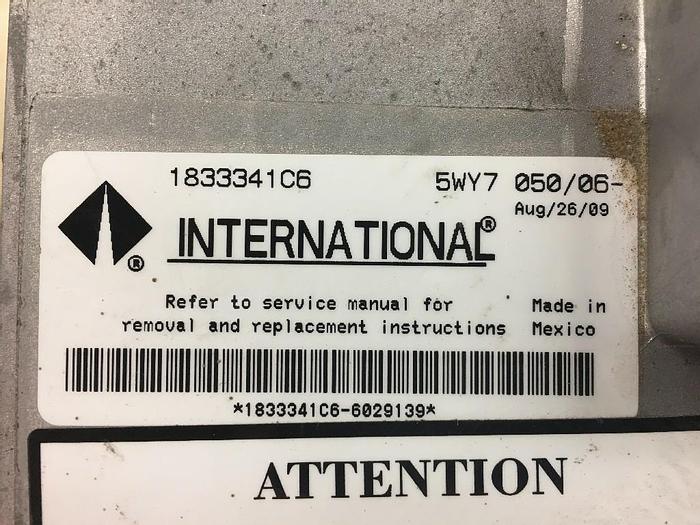 1833341C6 5WY7 050/06-
Aug/26/09
INTERNATIONAL®
®
Refer to service manual for Made in
removal and replacement instructions Mexico
*1833341C6-6029139*
ATTENTION